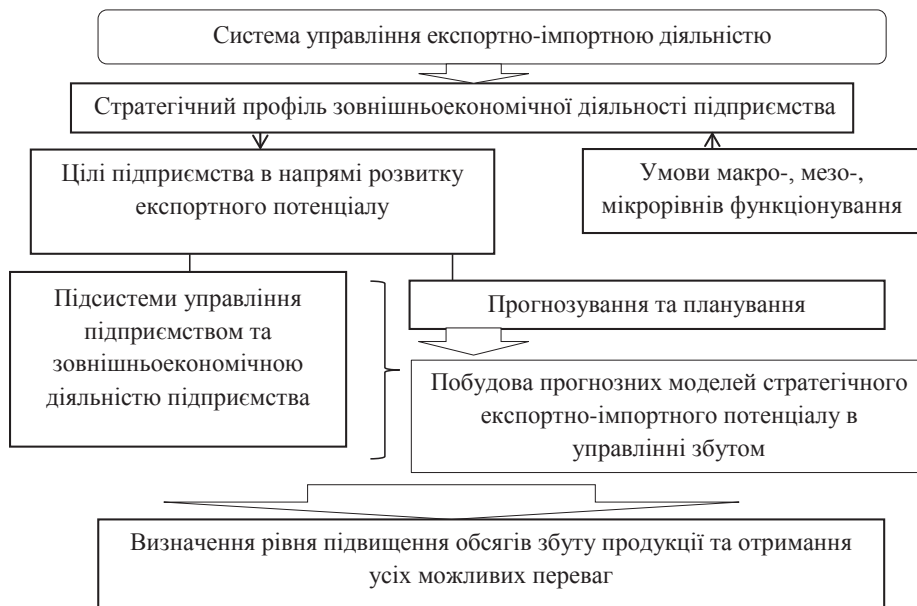 Система управління експортно-імпортною діяльністю
Стратегічний профіль зовнішньоекономічної діяльності підприємства
Цілі підприємства в напрямі розвитку
експортного потенціалу
Умови макро-, мезо-,
мікрорівнів функціонування
Підсистеми управління
підприємством та
зовнішньоекономічною
діяльністю підприємства
Прогнозування та планування
Побудова прогнозних моделей стратегічного
експортно-імпортного потенціалу в
управлінні збутом
Визначення рівня підвищення обсягів збуту продукції та отримання
усіх можливих переваг